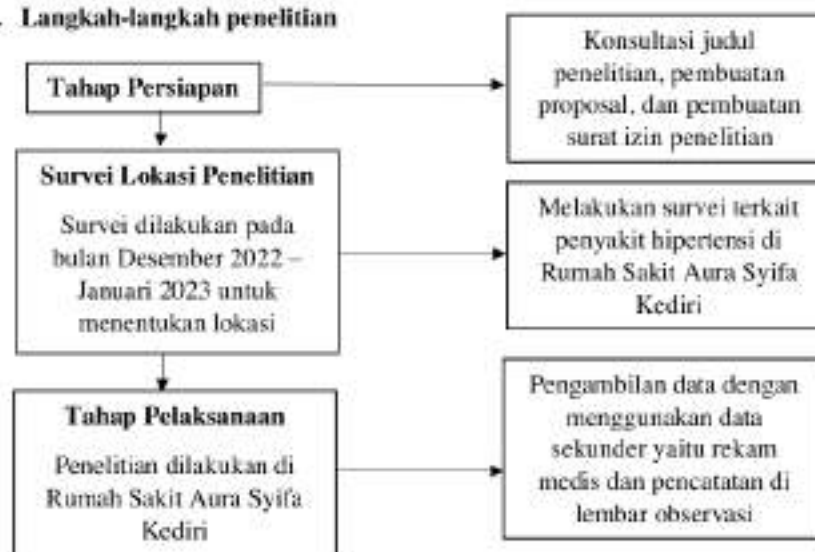 . Langkah-langkah penelitian
Tahap Persiapan
Konsultasi judul
penelitian, pembuatan
proposal, dan pembuatan
surat izin penelitian
Survei Lokasi Penelitian
Survei dilakukan pada
bulan Desember 2022 –
Januari 2023 untuk
menentukan lokasi
Melakukan survei terkait
penyakit hipertensi di
Rumah Sakit Aura Syifa
Kediri
Tahap Pelaksanaan
Penelitian dilakukan di
Rumah Sakit Aura Syifa
Kediri
Pengambilan data dengan
menggunakan data
sekunder yaitu rekam
medis dan pencatatan di
lembar observasi